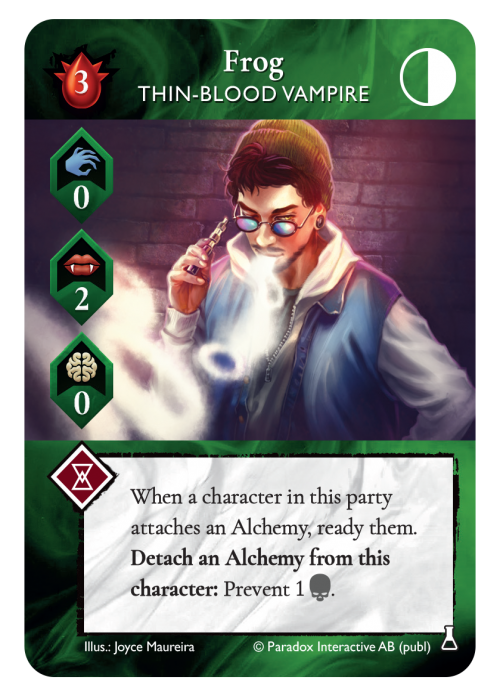 Frog
3
THIN-BLOOD VAMPIRE
0
2
0
When a character in this party
attaches an Alchemy, ready them.
Detach an Alchemy from this
character: Prevent 1 .
Illus.: Joyce Maureira
© Paradox Interactive AB (publ)